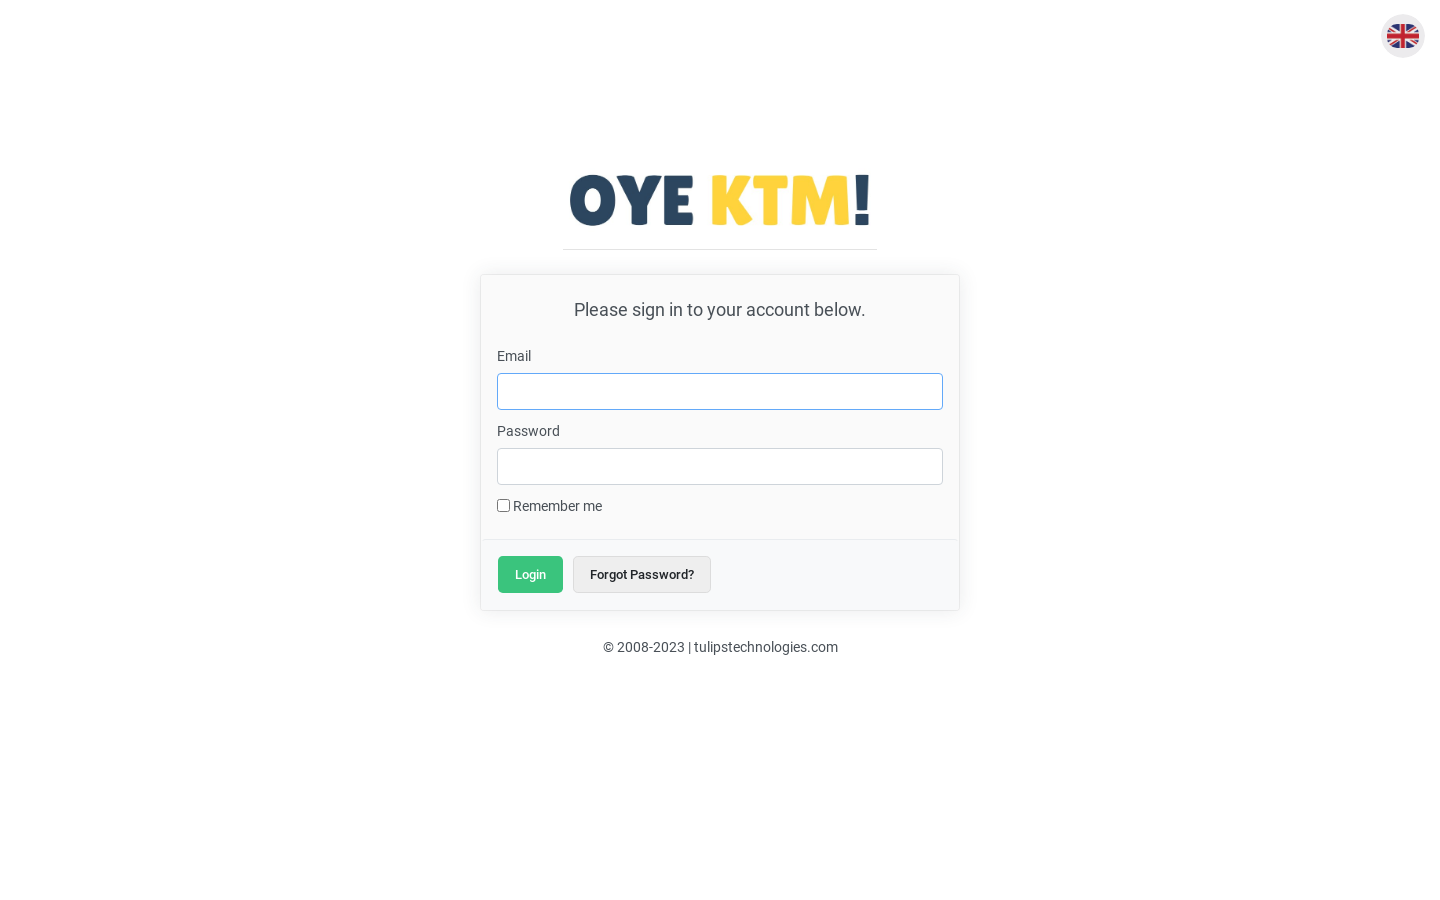 OYE KTM!
Please sign in to your account below.
Email
Password
Remember me
Login
Forgot Password?
© 2008-2023 | tulipstechnologies.com